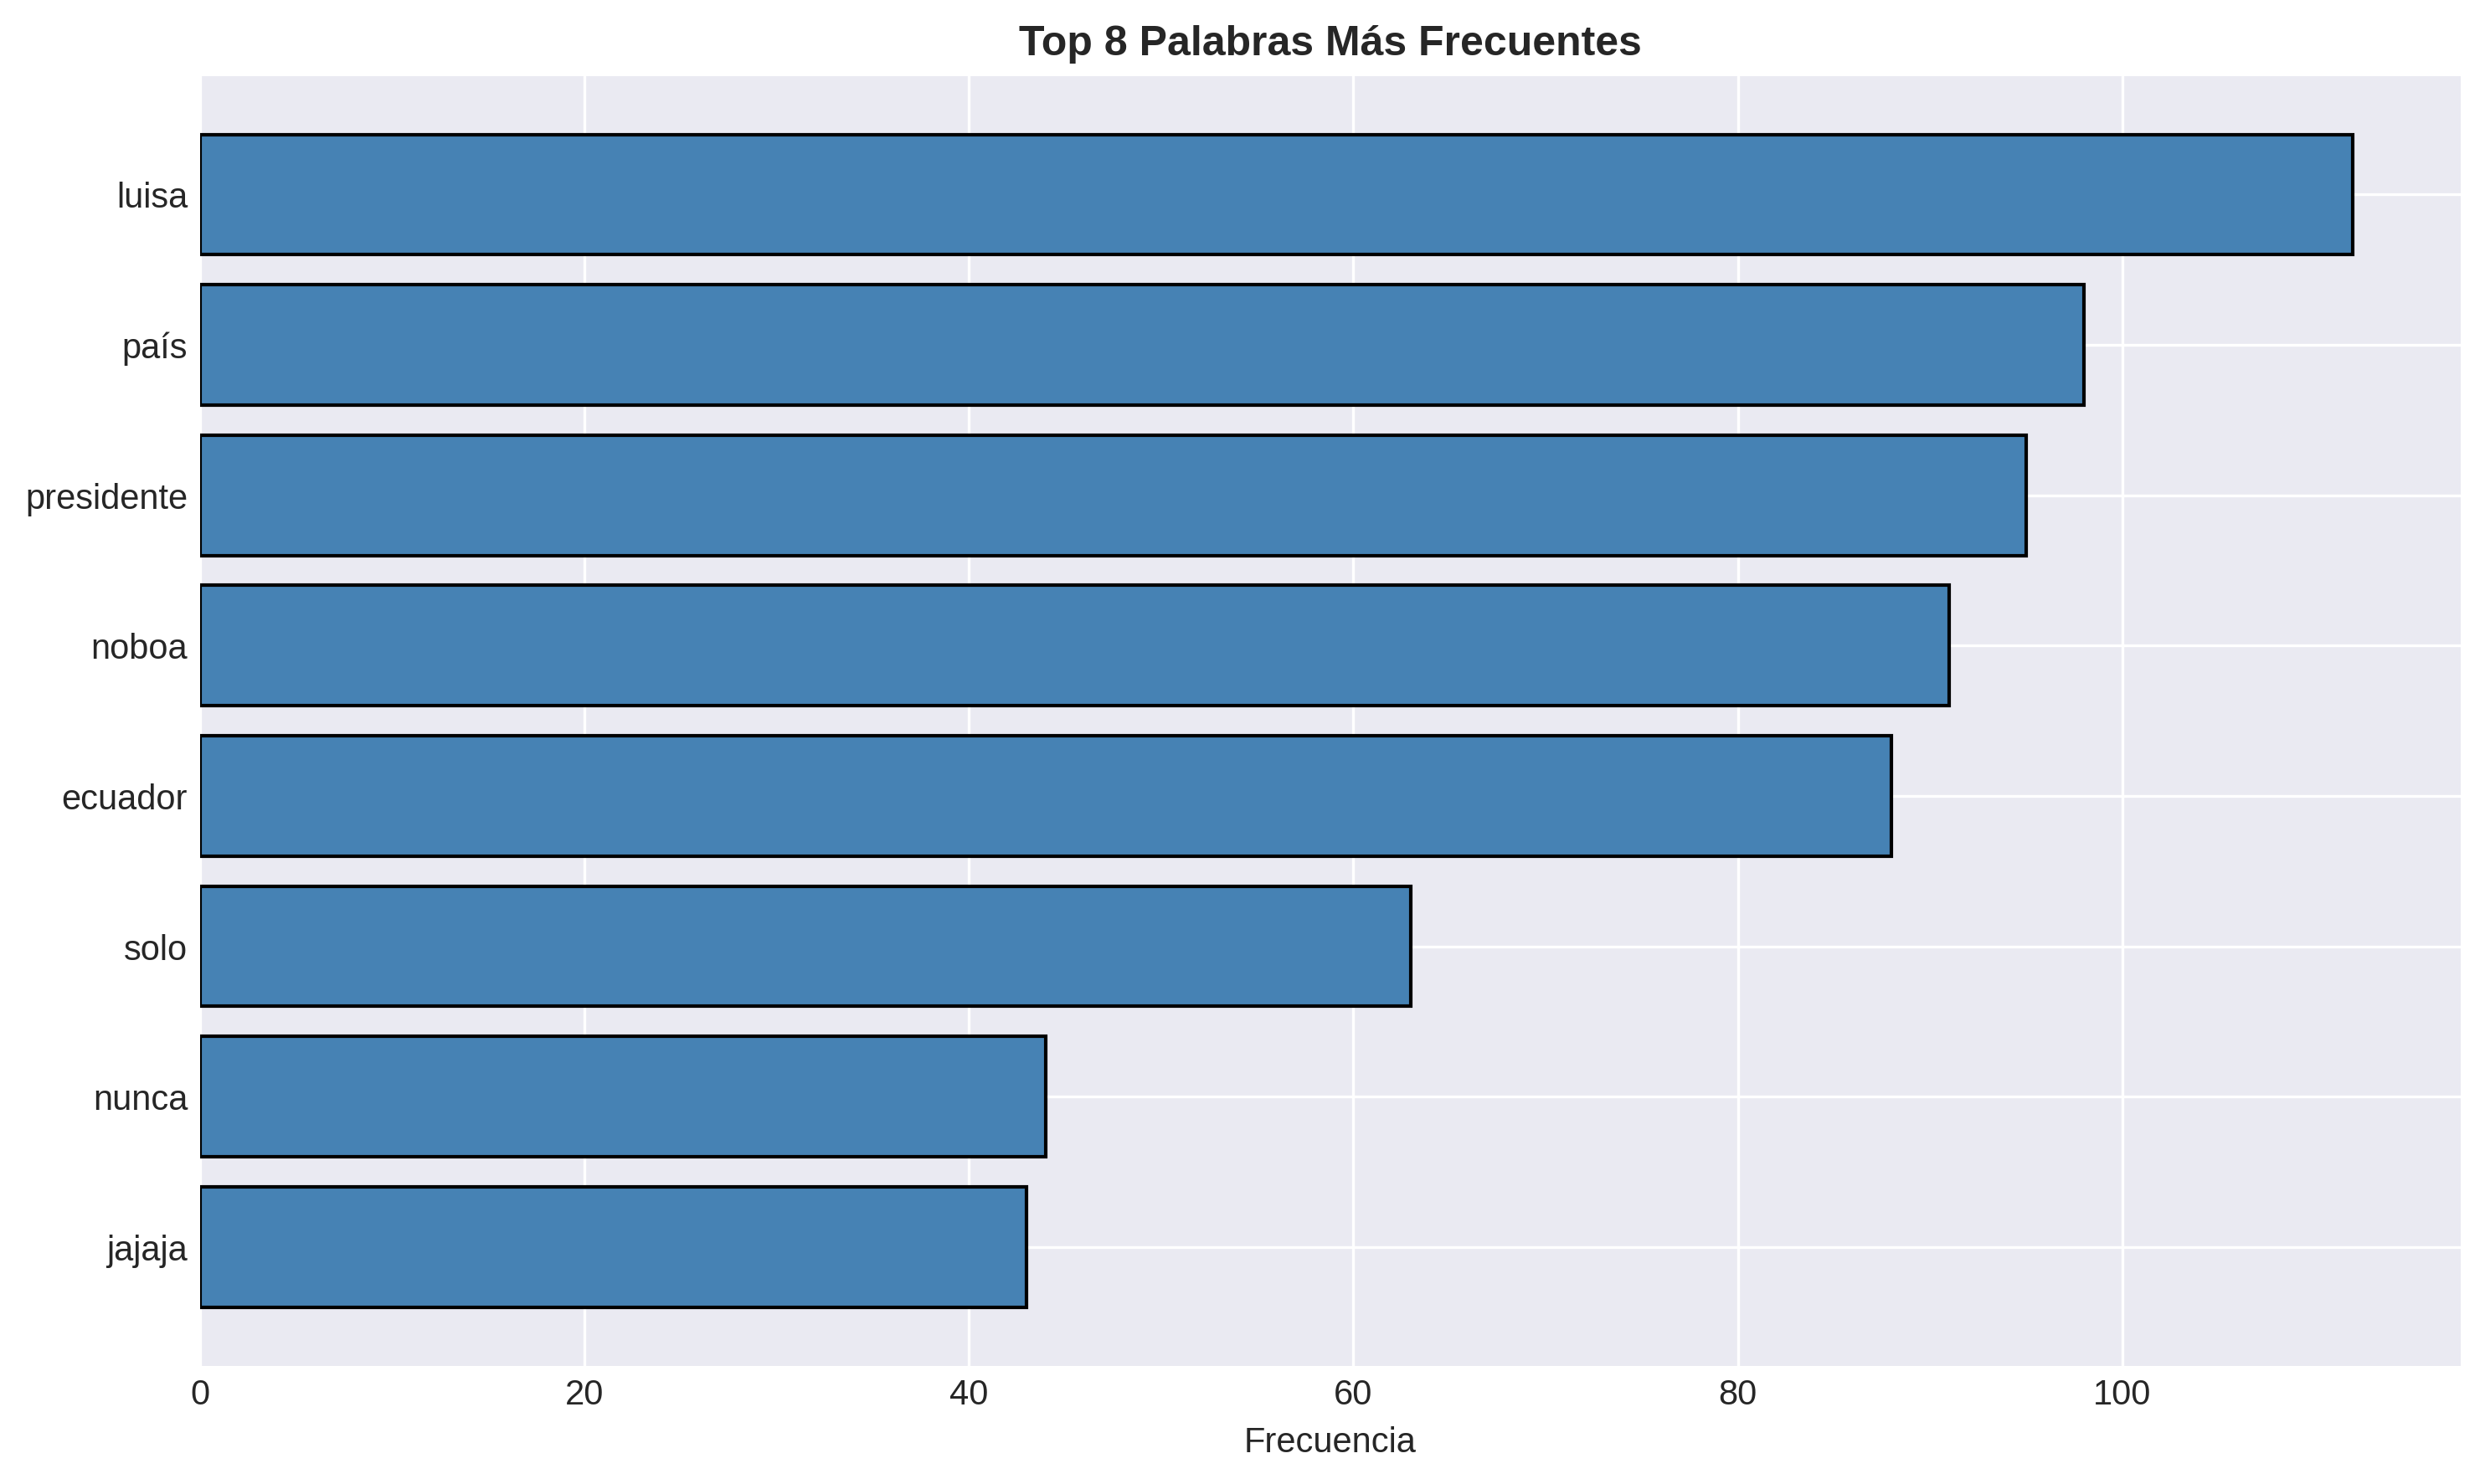 Top 8 Palabras Más Frecuentes
luisa
país
presidente
noboa
ecuador
solo
nunca
jajaja
0 20 40 60 80 100
Frecuencia